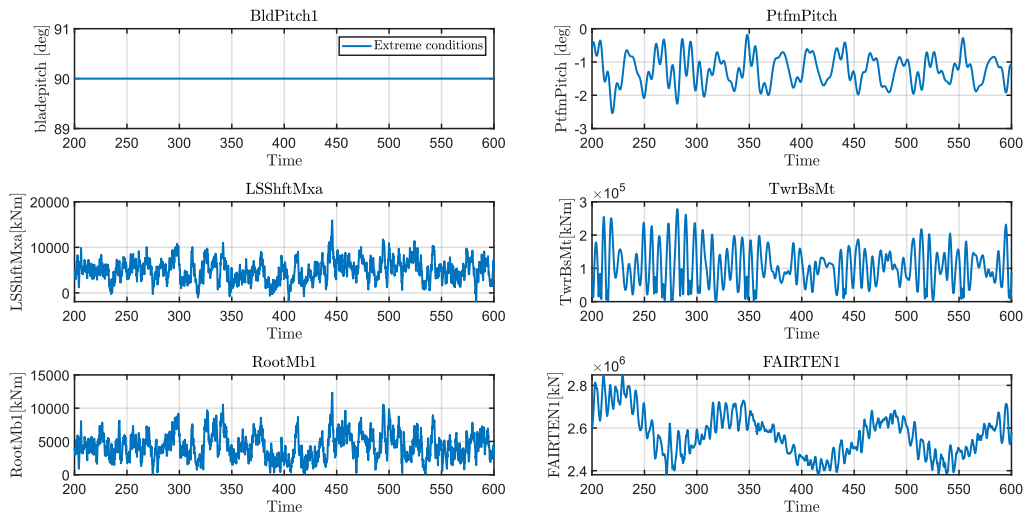 BldPitch1
91
90
89
bladepitch [deg]
Extreme conditions
200 250 300 350 400 450 500 550 600
Time
PtfmPitch
0
-1
-2
-3
PtfmPitch [deg]
200 250 300 350 400 450 500 550 600
Time
LSShftMxa
20000
10000
0
LSShftMxa[kNm]
200 250 300 350 400 450 500 550 600
Time
TwrBsMt
×10^5
3
2
1
0
TwrBsMt[kNm]
200 250 300 350 400 450 500 550 600
Time
RootMb1
15000
10000
5000
0
RootMb1[kNm]
200 250 300 350 400 450 500 550 600
Time
FAIRTEN1
×10^6
2.8
2.6
2.4
FAIRTEN1[kN]
200 250 300 350 400 450 500 550 600
Time